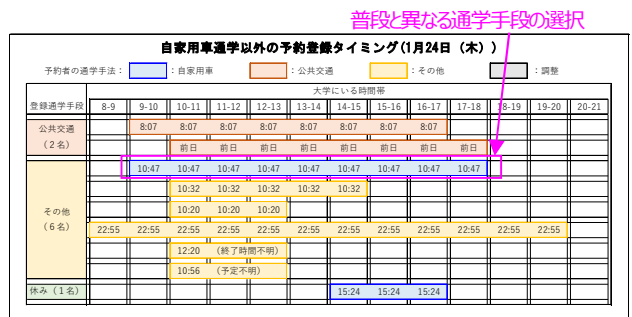 普段と異なる通学手段の選択
自家用車通学以外の予約登録タイミング(1月24日（木）)
予約者の通学手法： ：自家用車 ：公共交通 ：その他 ：調整
大学にいる時間帯
登録通学手段 8-9 9-10 10-11 11-12 12-13 13-14 14-15 15-16 16-17 17-18 18-19 19-20 20-21
公共交通
（2名）
8:07 8:07 8:07 8:07 8:07 8:07 8:07 8:07
前日 前日 前日 前日 前日 前日 前日 前日
その他
（6名）
10:47 10:47 10:47 10:47 10:47 10:47 10:47 10:47 10:47
10:32 10:32 10:32 10:32 10:32
10:20 10:20 10:20
22:55 22:55 22:55 22:55 22:55 22:55 22:55 22:55 22:55 22:55 22:55 22:55
12:20 （終了時間不明）
10:56 （予定不明）
休み（1名） 15:24 15:24 15:24